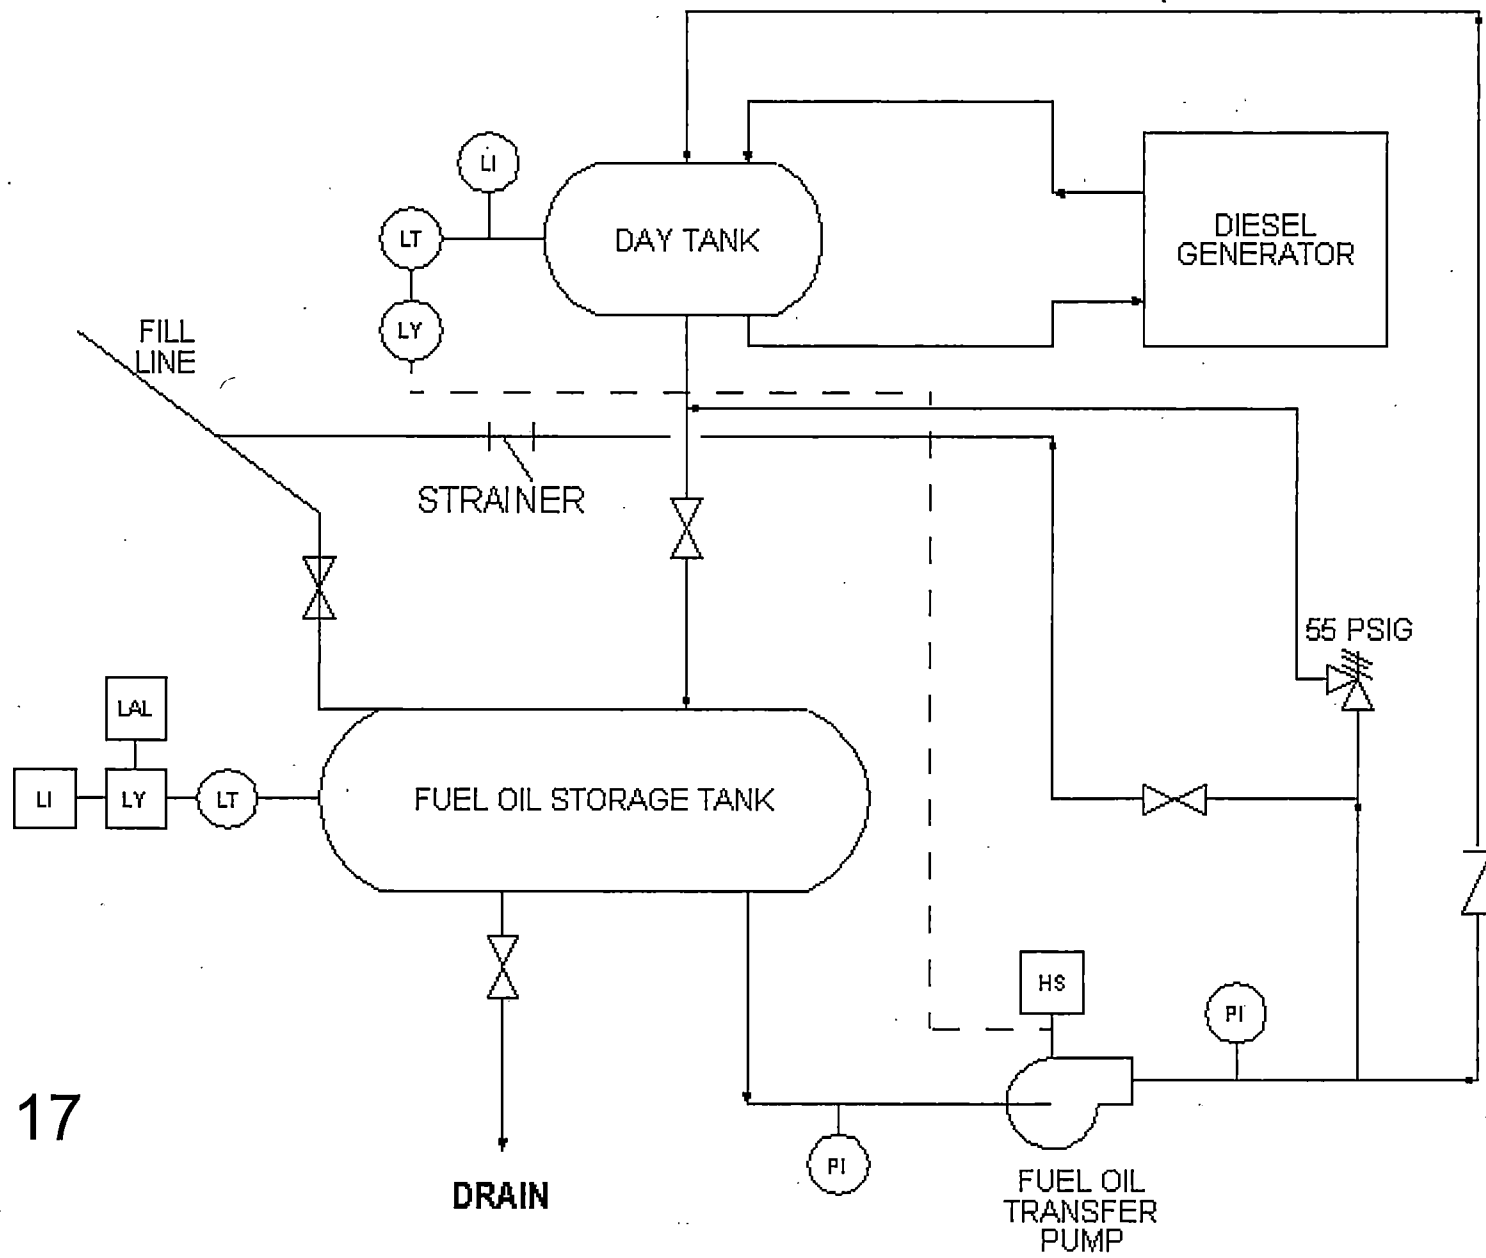 LI
DAY TANK
DIESEL
GENERATOR
LT
LY
FILL
LINE
STRAINER
55 PSIG
LAL
LI
LY
LT
FUEL OIL STORAGE TANK
HS
PI
17
DRAIN
PI
FUEL OIL
TRANSFER
PUMP